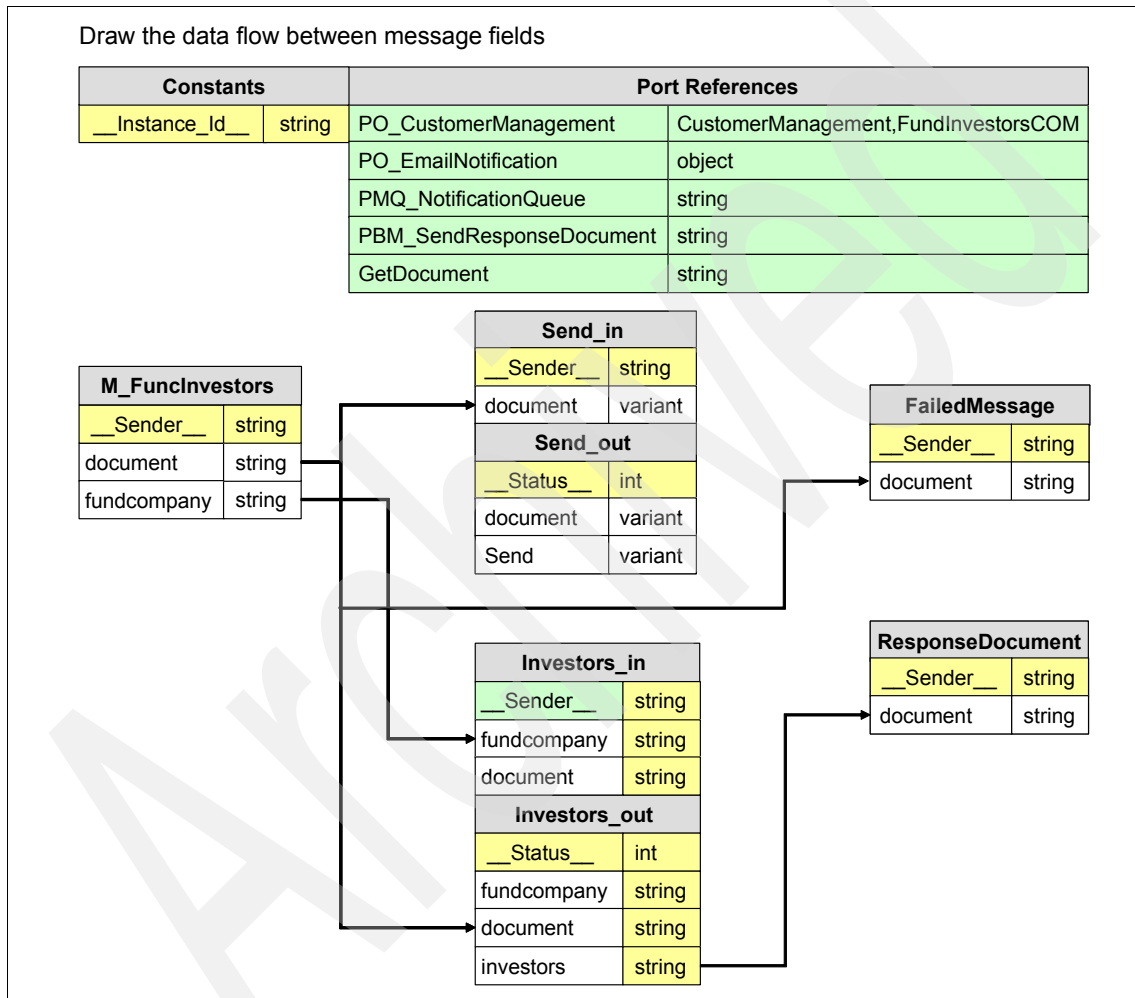 Draw the data flow between message fields
Constants Port References
__Instance_Id__ string PO_CustomerManagement CustomerManagement,FundInvestorsCOM
PO_EmailNotification object
PMQ_NotificationQueue string
PBM_SendResponseDocument string
GetDocument string
Send_in
__Sender__ string
document variant
Send_out
__Status__ int
document variant
Send variant
M_FuncInvestors
__Sender__ string
document string
fundcompany string
FailedMessage
__Sender__ string
document string
Investors_in
__Sender__ string
fundcompany string
document string
Investors_out
__Status__ int
fundcompany string
document string
investors string
ResponseDocument
__Sender__ string
document string
Archived